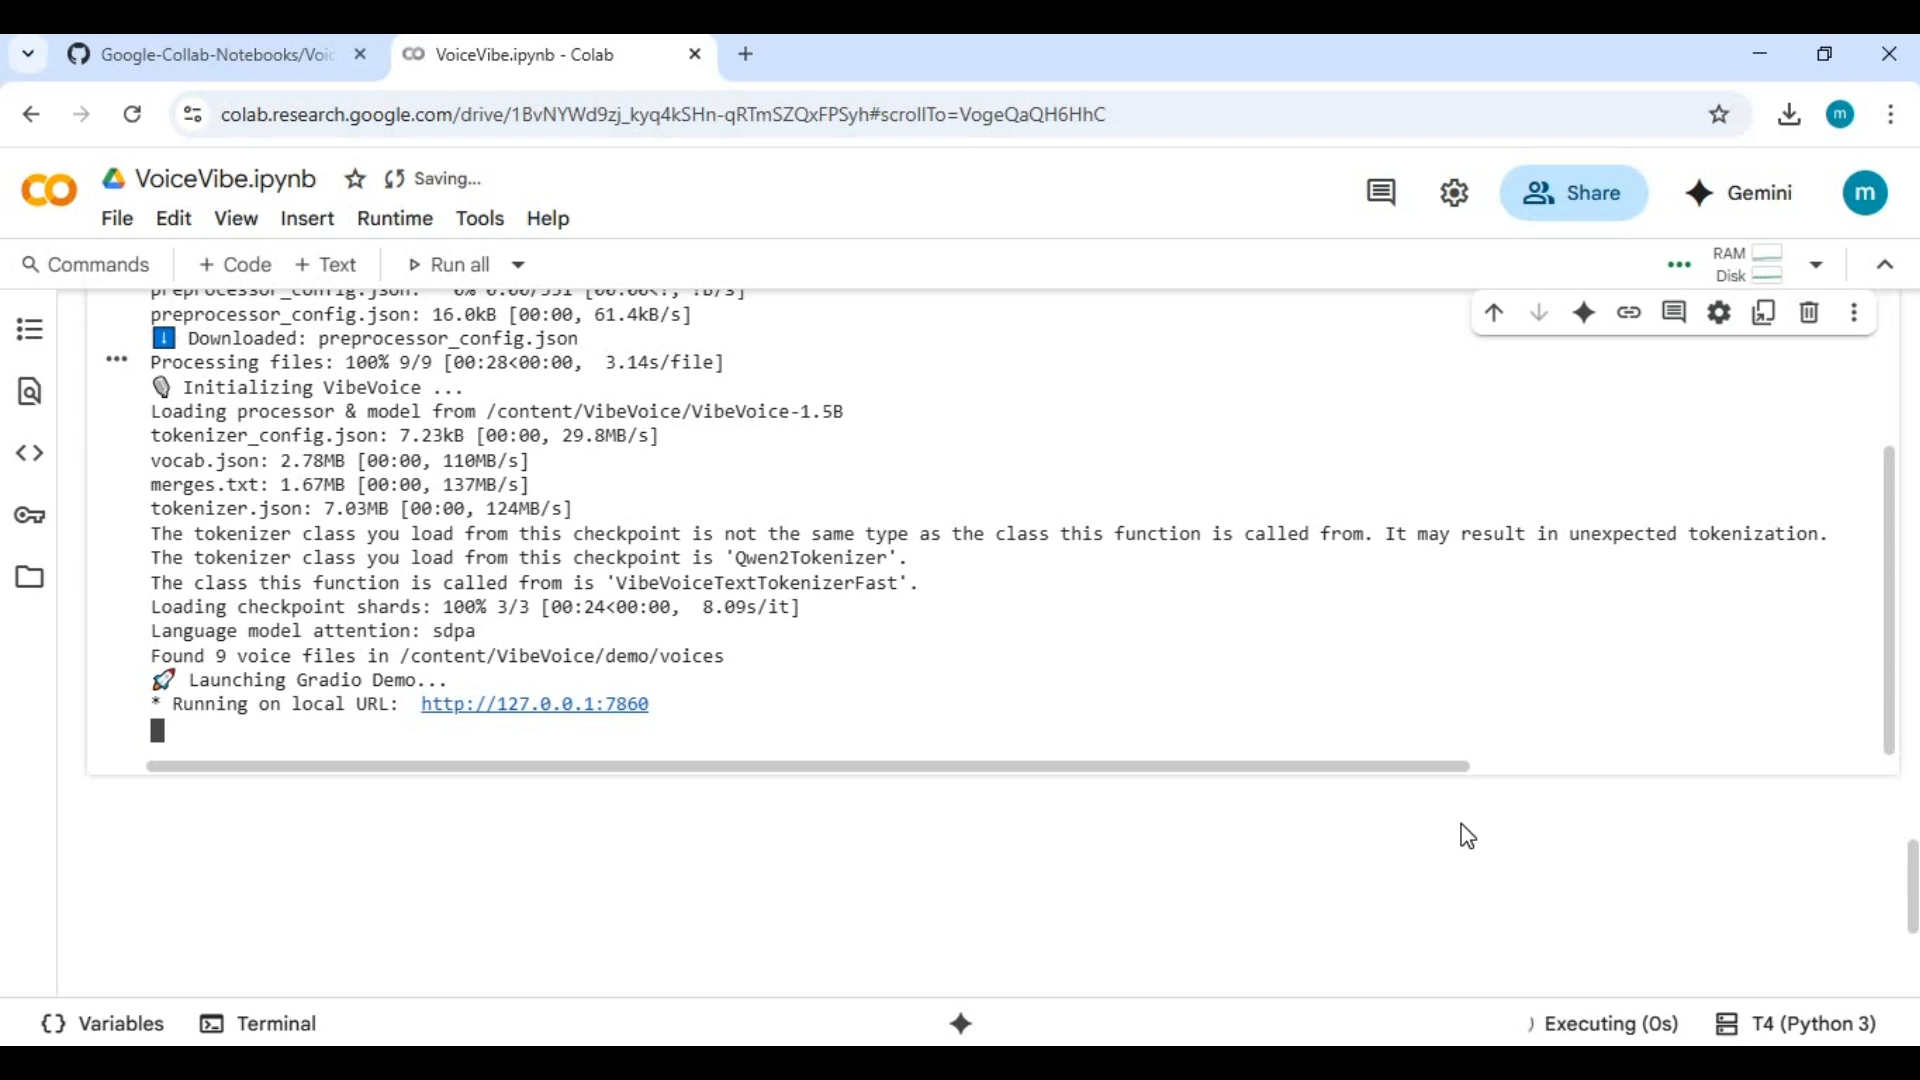 Google-Collab-Notebooks/Voic
VoiceVibe.ipynb - Colab
colab.research.google.com/drive/1BvNYWd9zj_kyq4kSHn-qRTmSZQxFPSyh#scrollTo=VogeQaQH6HhC
m
VoiceVibe.ipynb
Saving...
File Edit View Insert Runtime Tools Help
Share
Gemini
m
Commands
+ Code + Text
Run all
RAM
Disk
preprocessor_config.json: 0% 0.00/351 [00:00<?, ?B/s]
preprocessor_config.json: 16.0kB [00:00, 61.4kB/s]
Downloaded: preprocessor_config.json
Processing files: 100% 9/9 [00:28<00:00, 3.14s/file]
Initializing VibeVoice ...
Loading processor & model from /content/VibeVoice/VibeVoice-1.5B
tokenizer_config.json: 7.23kB [00:00, 29.8MB/s]
vocab.json: 2.78MB [00:00, 110MB/s]
merges.txt: 1.67MB [00:00, 137MB/s]
tokenizer.json: 7.03MB [00:00, 124MB/s]
The tokenizer class you load from this checkpoint is not the same type as the class this function is called from. It may result in unexpected tokenization.
The tokenizer class you load from this checkpoint is 'Qwen2Tokenizer'.
The class this function is called from is 'VibeVoiceTextTokenizerFast'.
Loading checkpoint shards: 100% 3/3 [00:24<00:00, 8.09s/it]
Language model attention: sdpa
Found 9 voice files in /content/VibeVoice/demo/voices
Launching Gradio Demo...
* Running on local URL: http://127.0.0.1:7860
Variables
Terminal
Executing (0s)
T4 (Python 3)